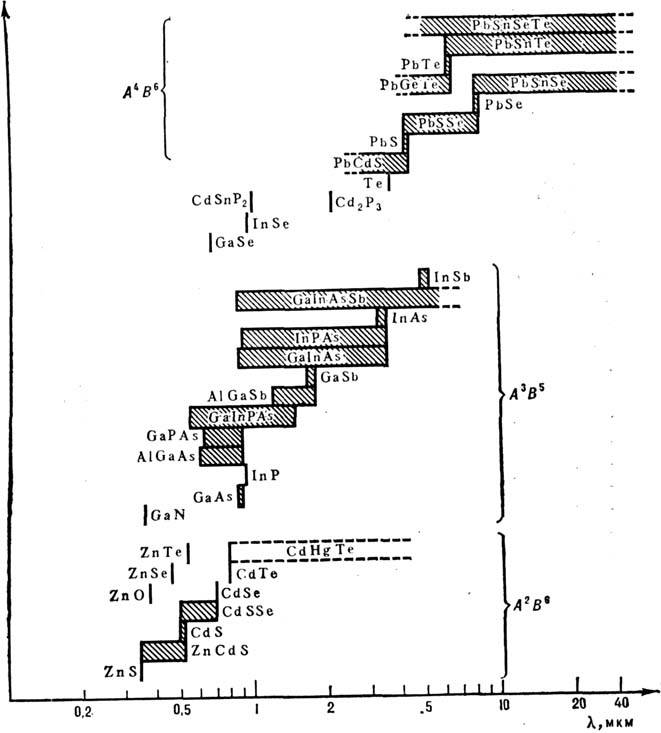 PbSnSeTe
PbSnTe
PbTe
PbGeTe
PbSnSe
A⁴B⁶
PbSe
PbSSe
PbS
PbCdS
Te
CdSnP₂
Cd₂P₃
InSe
GaSe
InSb
GaInAsSb
InAs
InPAs
GaInAs
GaSb
A³B⁵
AlGaSb
GaInPAs
GaPAs
AlGaAs
InP
GaAs
GaN
ZnTe
CdHgTe
ZnSe
CdTe
ZnO
CdSe
CdSSe
A²B⁶
CdS
ZnCdS
ZnS
0,2 0,5 1 2 5 10 20 40
λ, мкм